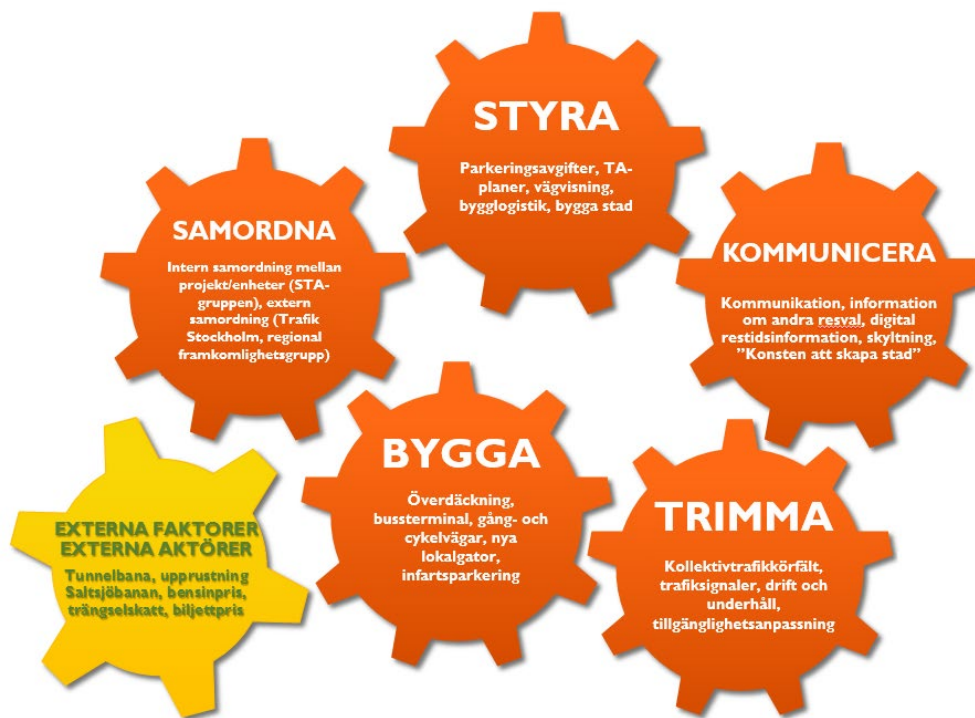 STYRA
Parkeringsavgifter, TA-
planer, vägvisning,
bygglogistik, bygga stad
SAMORDNA
Intern samordning mellan
projekt/enheter (STA-
gruppen), extern
samordning (Trafik
Stockholm, regional
framkomlighetsgrupp)
KOMMUNICERA
Kommunikation, information
om andra resval, digital
restidsinformation, skyltning,
”Konsten att skapa stad”
EXTERNA FAKTORER
EXTERNA AKTÖRER
Tunnelbana, upprustning
Saltsjöbanan, bensinpris,
trängselskatt, biljettpris
BYGGA
Överdäckning,
bussterminal, gång- och
cykelvägar, nya
lokalgator,
infartsparkering
TRIMMA
Kollektivtrafikkörfält,
trafiksignaler, drift och
underhåll,
tillgänglighetsanpassning